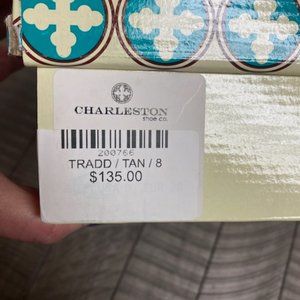 CHARLESTON
shoe co.
200766
TRADD / TAN / 8
$135.00